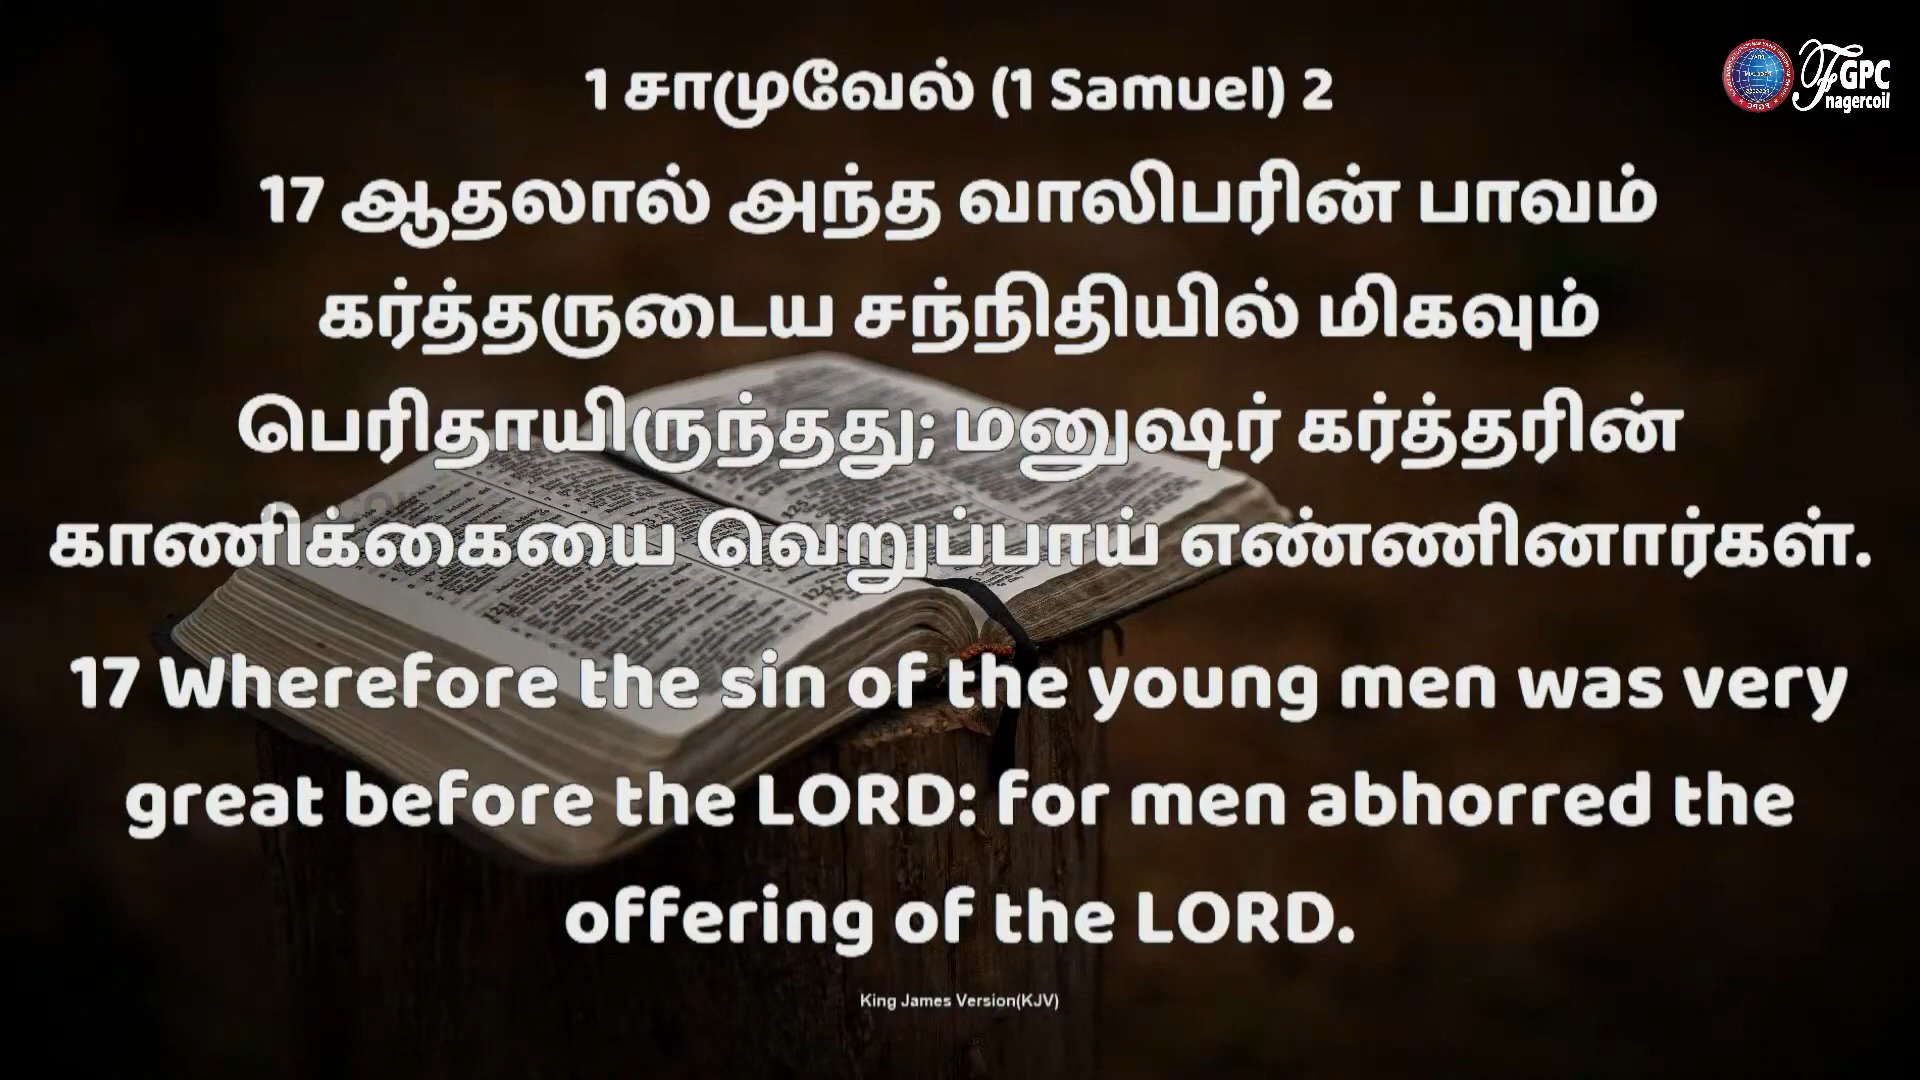 1 சாமுவேல் (1 Samuel) 2
17 ஆதலால் அந்த வாலிபரின் பாவம்
கர்த்தருடைய சந்நிதியில் மிகவும்
பெரிதாயிருந்தது; மனுஷர் கர்த்தரின்
காணிக்கையை வெறுப்பாய் எண்ணினார்கள்.
17 Wherefore the sin of the young men was very
great before the LORD: for men abhorred the
offering of the LORD.
King James Version(KJV)
FGPC
nagercoil